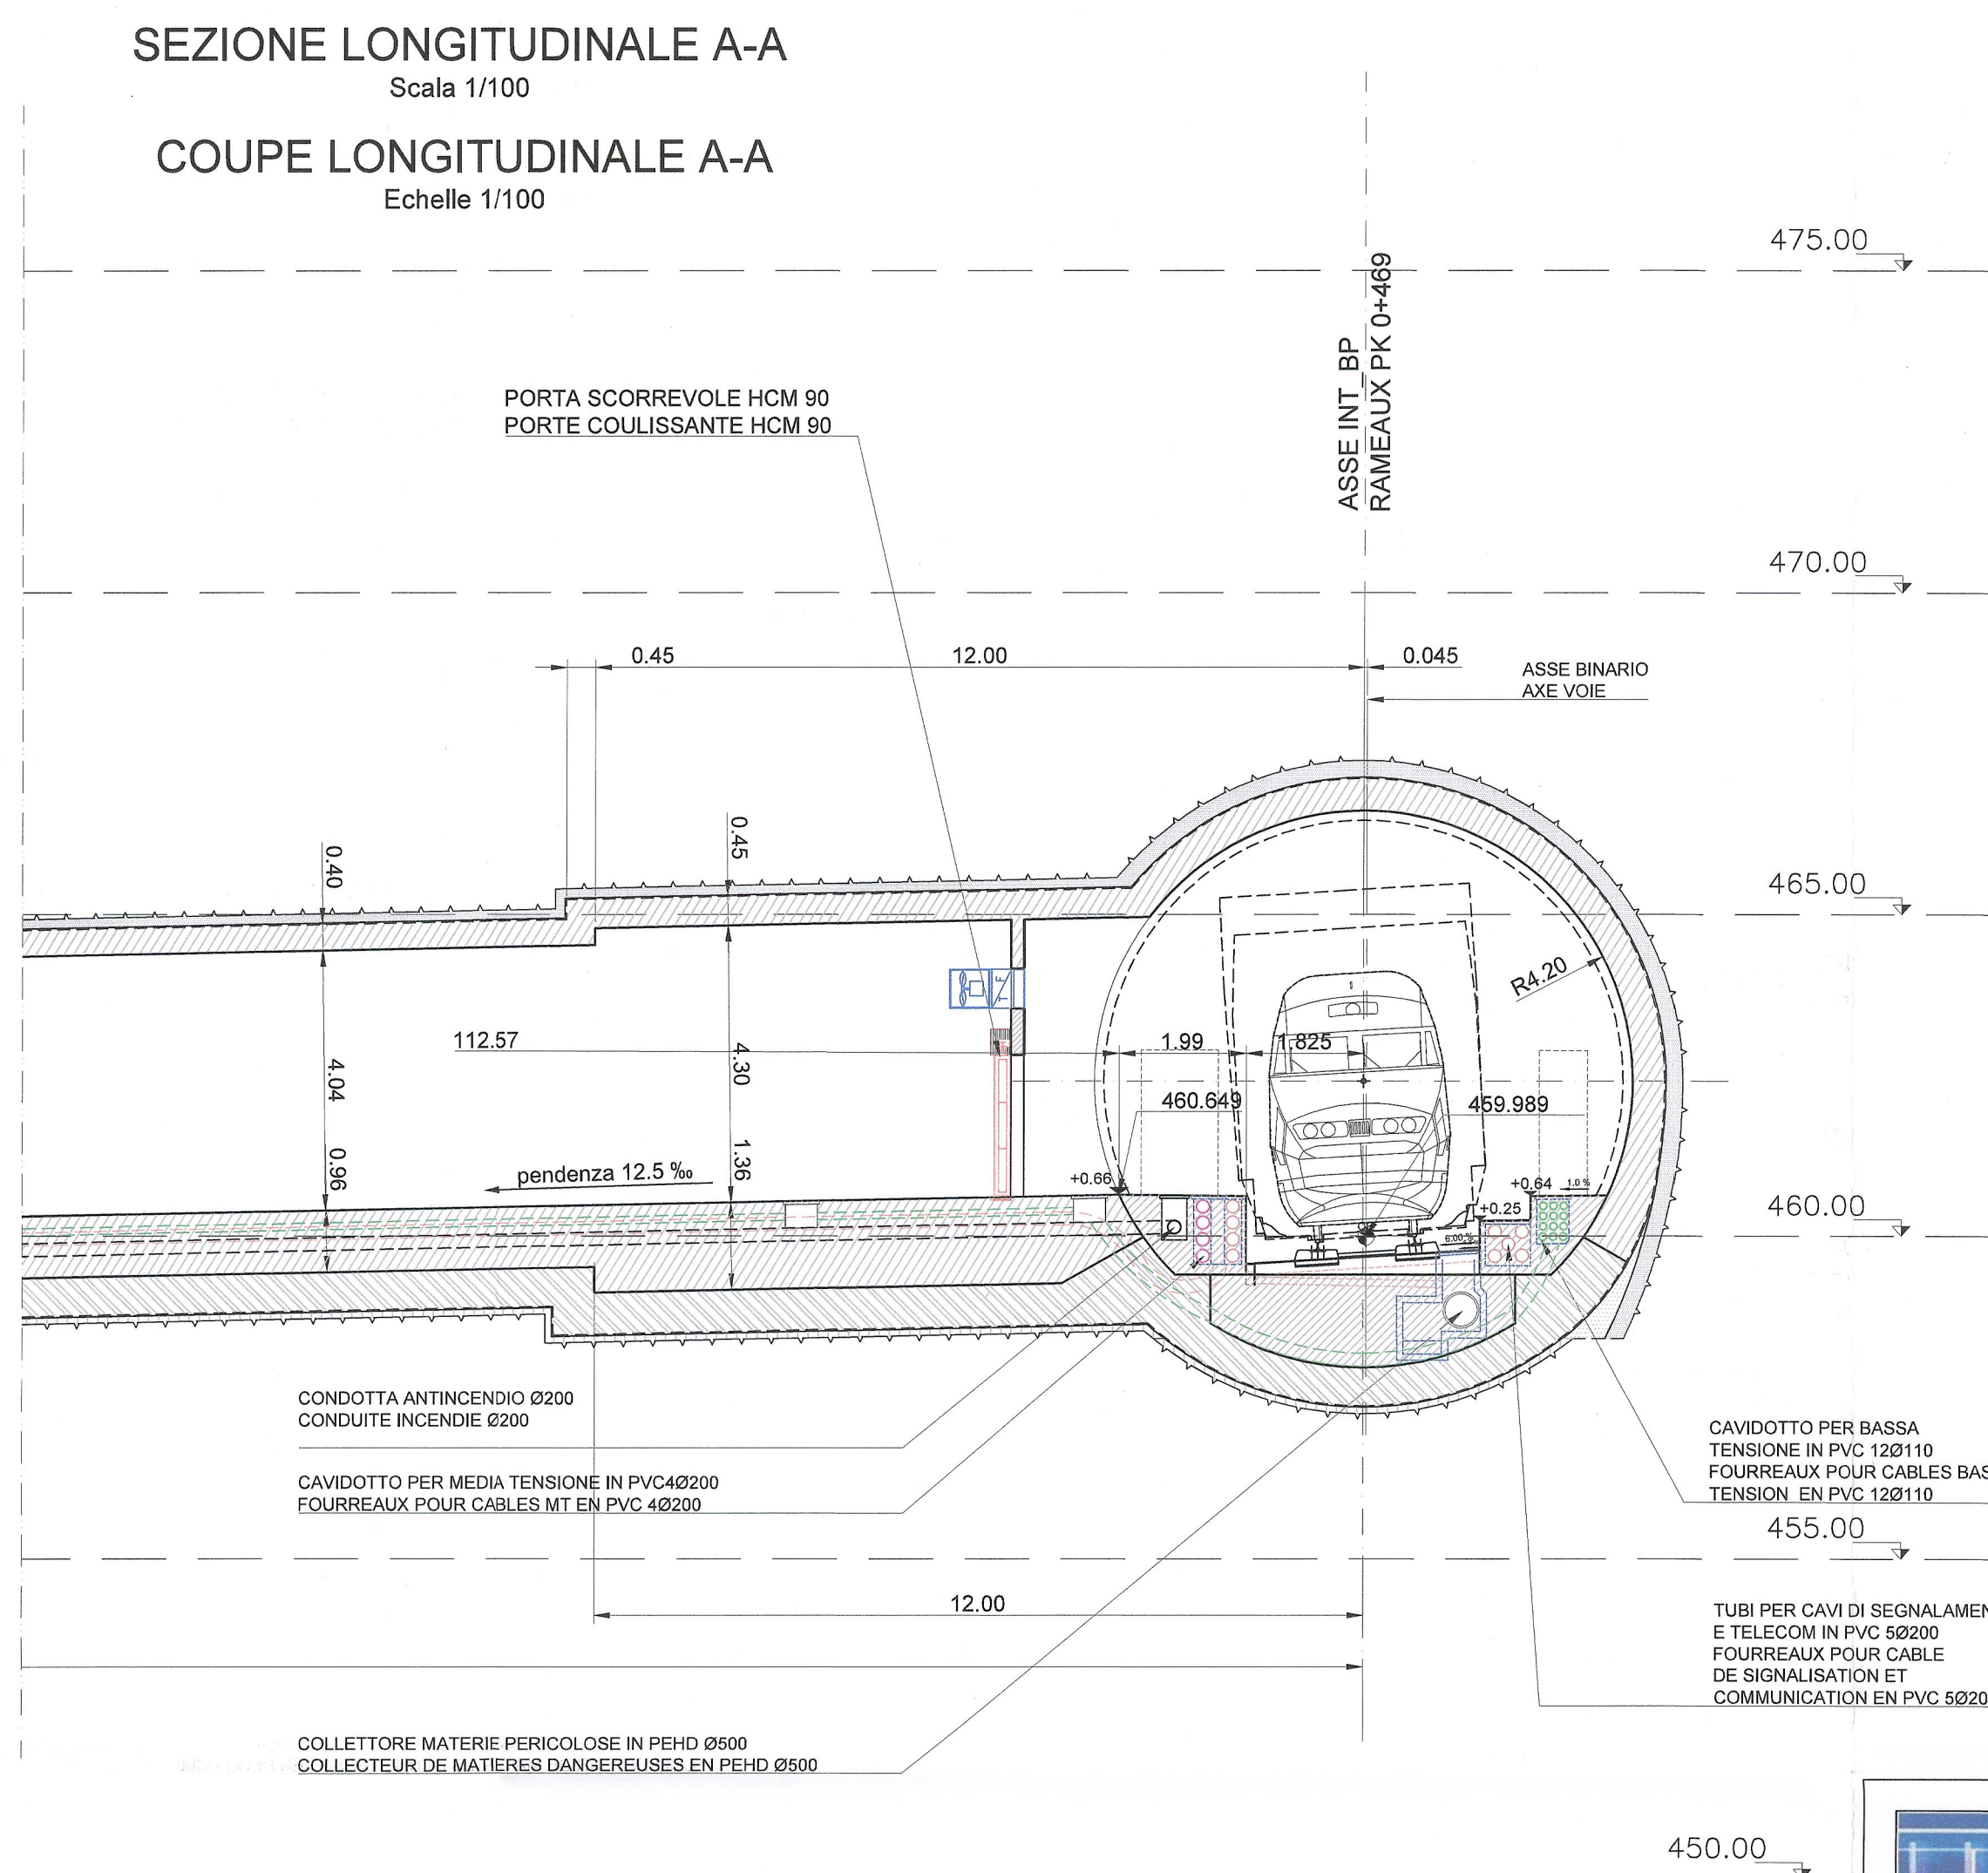 SEZIONE LONGITUDINALE A-A
Scala 1/100
COUPE LONGITUDINALE A-A
Echelle 1/100
475.00
ASSE INT_BP
RAMEAUX PK 0+469
PORTA SCORREVOLE HCM 90
PORTE COULISSANTE HCM 90
470.00
0.45
12.00
0.045
ASSE BINARIO
AXE VOIE
0.45
0.40
465.00
R4.20
T F
112.57
1.99
1.825
4.30
4.04
460.649
459.989
1.36
0.96
pendenza 12.5 ‰
+0.66
+0.64
1.0 %
+0.25
6.00 %
460.00
CONDOTTA ANTINCENDIO Ø200
CONDUITE INCENDIE Ø200
CAVIDOTTO PER MEDIA TENSIONE IN PVC4Ø200
FOURREAUX POUR CABLES MT EN PVC 4Ø200
CAVIDOTTO PER BASSA
TENSIONE IN PVC 12Ø110
FOURREAUX POUR CABLES BAS
TENSION EN PVC 12Ø110
455.00
12.00
TUBI PER CAVI DI SEGNALAMEN
E TELECOM IN PVC 5Ø200
FOURREAUX POUR CABLE
DE SIGNALISATION ET
COMMUNICATION EN PVC 5Ø20
COLLETTORE MATERIE PERICOLOSE IN PEHD Ø500
COLLECTEUR DE MATIERES DANGEREUSES EN PEHD Ø500
450.00